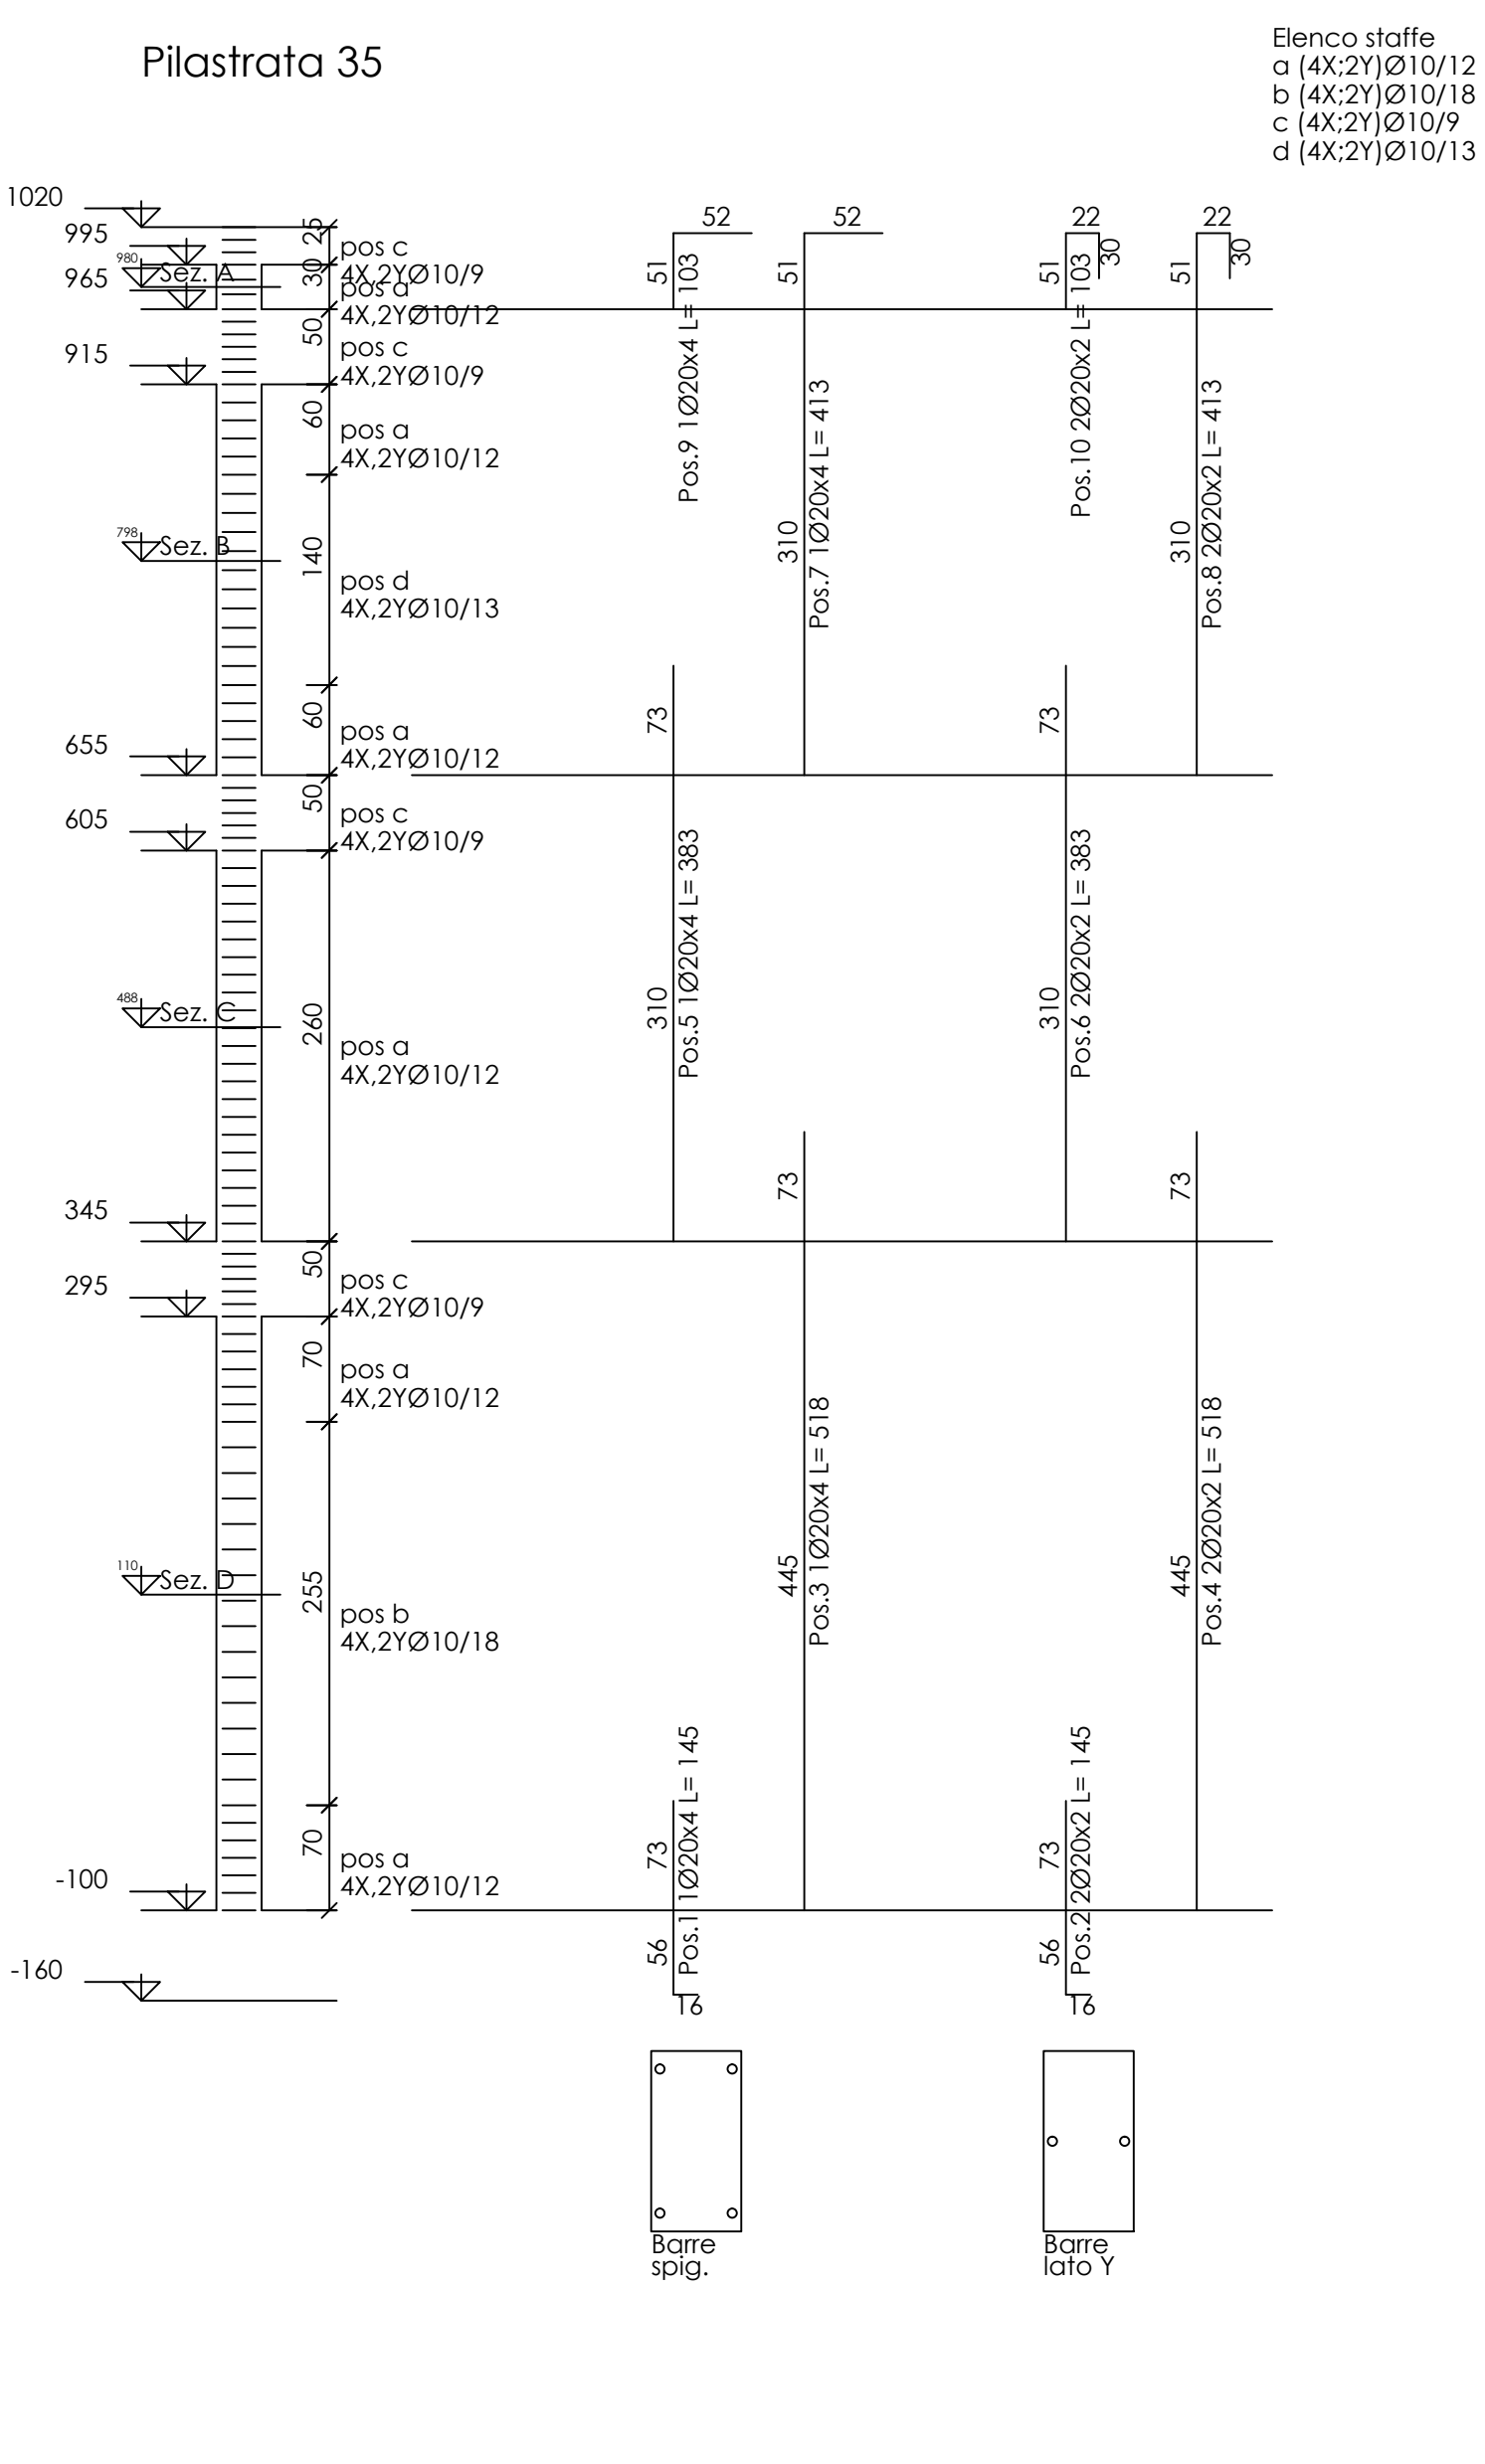 Pilastrata 35
Elenco staffe
a (4X;2Y)Ø10/12
b (4X;2Y)Ø10/18
c (4X;2Y)Ø10/9
d (4X;2Y)Ø10/13
1020
995
980
Sez. A
965
915
798
Sez. B
655
605
488
Sez. C
345
295
110
Sez. D
-100
-160
25
30
50
60
140
60
50
260
50
70
255
70
pos c
4X,2YØ10/9
pos a
4X,2YØ10/12
pos c
4X,2YØ10/9
pos a
4X,2YØ10/12
pos d
4X,2YØ10/13
pos a
4X,2YØ10/12
pos c
4X,2YØ10/9
pos a
4X,2YØ10/12
pos c
4X,2YØ10/9
pos a
4X,2YØ10/12
pos b
4X,2YØ10/18
pos a
4X,2YØ10/12
52
51
Pos.9 1Ø20x4 L= 103
52
51
310
Pos.7 1Ø20x4 L= 413
22
30
51
Pos.10 2Ø20x2 L= 103
22
30
51
310
Pos.8 2Ø20x2 L= 413
73
310
Pos.5 1Ø20x4 L= 383
73
310
Pos.6 2Ø20x2 L= 383
73
445
Pos.3 1Ø20x4 L= 518
73
445
Pos.4 2Ø20x2 L= 518
73
56
16
Pos.1 1Ø20x4 L= 145
73
56
16
Pos.2 2Ø20x2 L= 145
Barre
spig.
Barre
lato Y